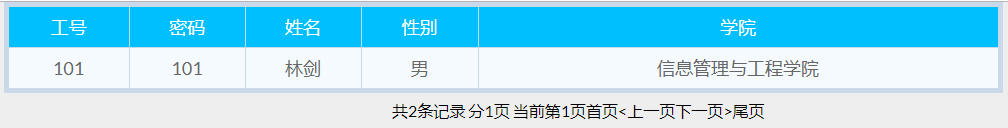 工号 密码 姓名 性别 学院
101 101 林剑 男 信息管理与工程学院
共2条记录 分1页 当前第1页首页<上一页下一页>尾页